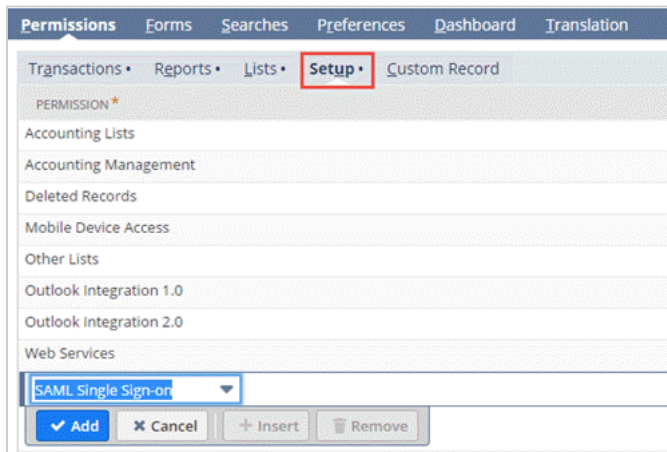 Permissions Forms Searches Preferences Dashboard Translation
Transactions • Reports • Lists • Setup • Custom Record
PERMISSION *
Accounting Lists
Accounting Management
Deleted Records
Mobile Device Access
Other Lists
Outlook Integration 1.0
Outlook Integration 2.0
Web Services
SAML Single Sign-on
Add Cancel Insert Remove